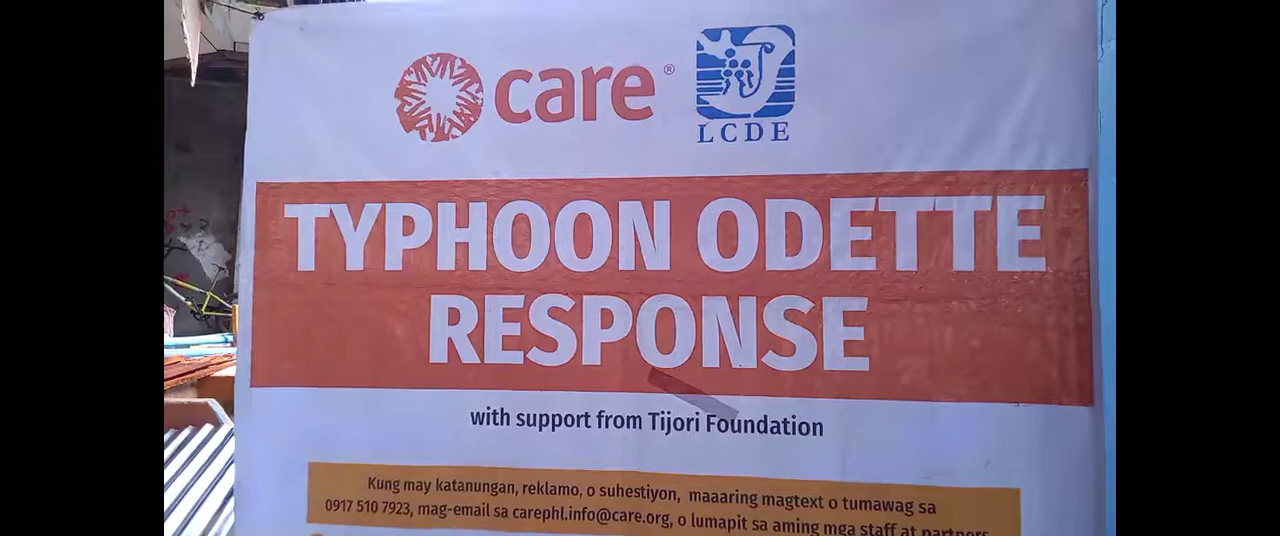 care®
LCDE
TYPHOON ODETTE
RESPONSE
with support from Tijori Foundation
Kung may katanungan, reklamo, o suhestiyon, maaaring magtext o tumawag sa
0917 510 7923, mag-email sa carephl.info@care.org, o lumapit sa aming mga staff at partners